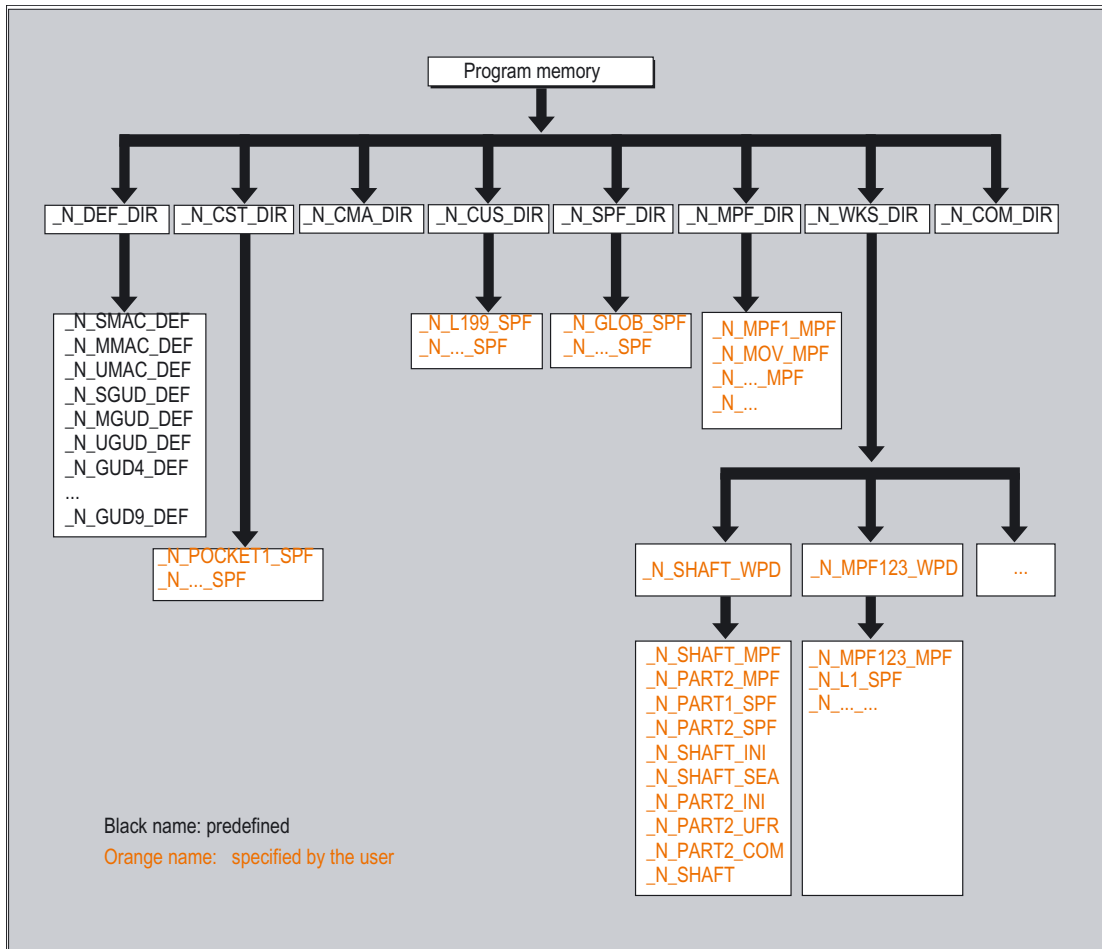 Program memory
_N_DEF_DIR
_N_CST_DIR
_N_CMA_DIR
_N_CUS_DIR
_N_SPF_DIR
_N_MPF_DIR
_N_WKS_DIR
_N_COM_DIR
_N_SMAC_DEF
_N_MMAC_DEF
_N_UMAC_DEF
_N_SGUD_DEF
_N_MGUD_DEF
_N_UGUD_DEF
_N_GUD4_DEF
...
_N_GUD9_DEF
_N_POCKET1_SPF
_N_..._SPF
_N_L199_SPF
_N_..._SPF
_N_GLOB_SPF
_N_..._SPF
_N_MPF1_MPF
_N_MOV_MPF
_N_..._MPF
_N_...
_N_SHAFT_WPD
_N_MPF123_WPD
...
_N_SHAFT_MPF
_N_PART2_MPF
_N_PART1_SPF
_N_PART2_SPF
_N_SHAFT_INI
_N_SHAFT_SEA
_N_PART2_INI
_N_PART2_UFR
_N_PART2_COM
_N_SHAFT
_N_MPF123_MPF
_N_L1_SPF
_N_..._...
Black name: predefined
Orange name: specified by the user